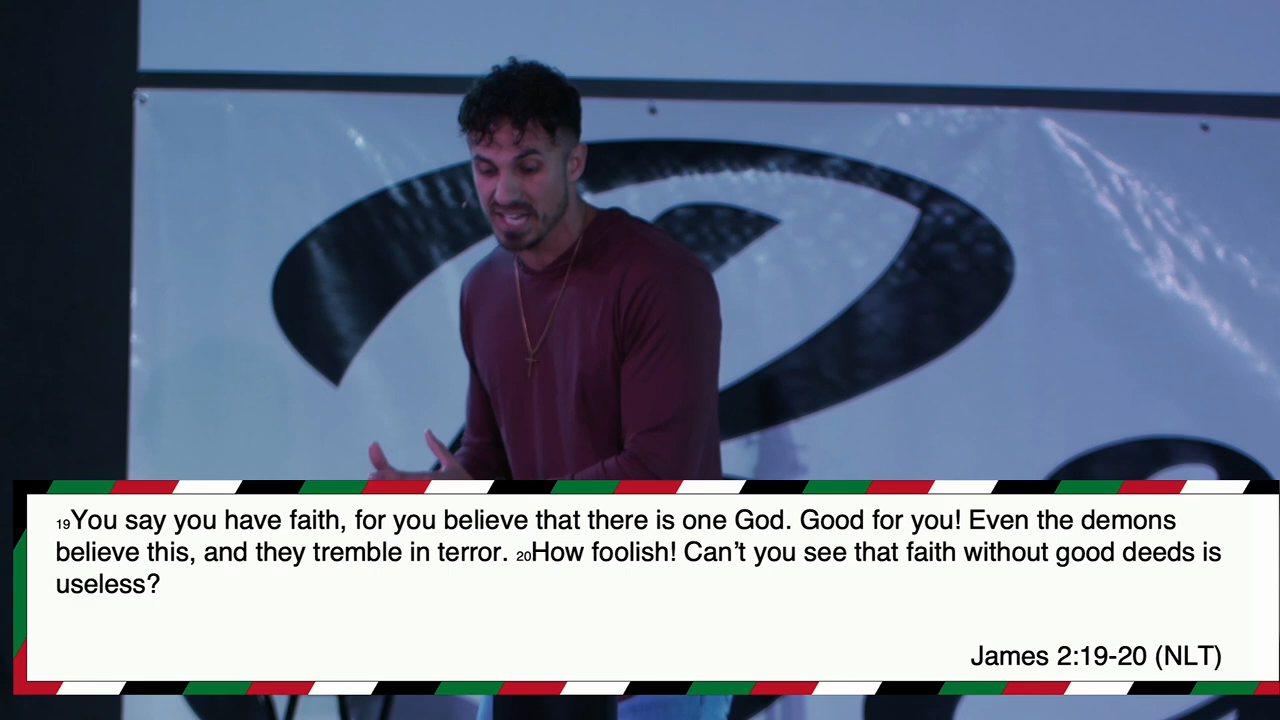 19You say you have faith, for you believe that there is one God. Good for you! Even the demons
believe this, and they tremble in terror. 20How foolish! Can’t you see that faith without good deeds is
useless?
James 2:19-20 (NLT)